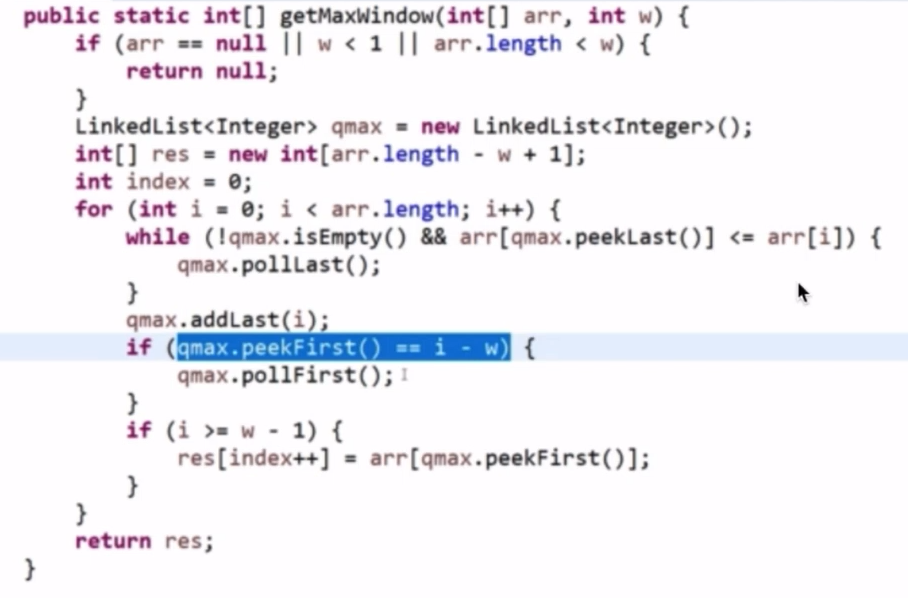 public static int[] getMaxWindow(int[] arr, int w) {
    if (arr == null || w < 1 || arr.length < w) {
        return null;
    }
    LinkedList<Integer> qmax = new LinkedList<Integer>();
    int[] res = new int[arr.length - w + 1];
    int index = 0;
    for (int i = 0; i < arr.length; i++) {
        while (!qmax.isEmpty() && arr[qmax.peekLast()] <= arr[i]) {
            qmax.pollLast();
        }
        qmax.addLast(i);
        if (qmax.peekFirst() == i - w) {
            qmax.pollFirst();
        }
        if (i >= w - 1) {
            res[index++] = arr[qmax.peekFirst()];
        }
    }
    return res;
}